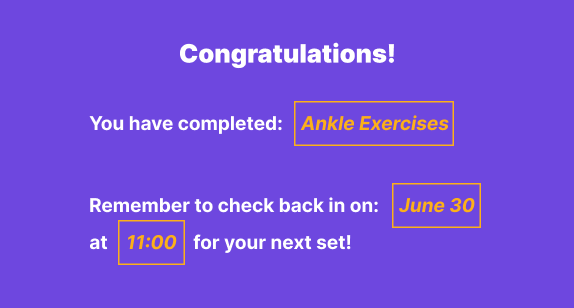 Congratulations!
You have completed: Ankle Exercises
Remember to check back in on: June 30
at 11:00 for your next set!